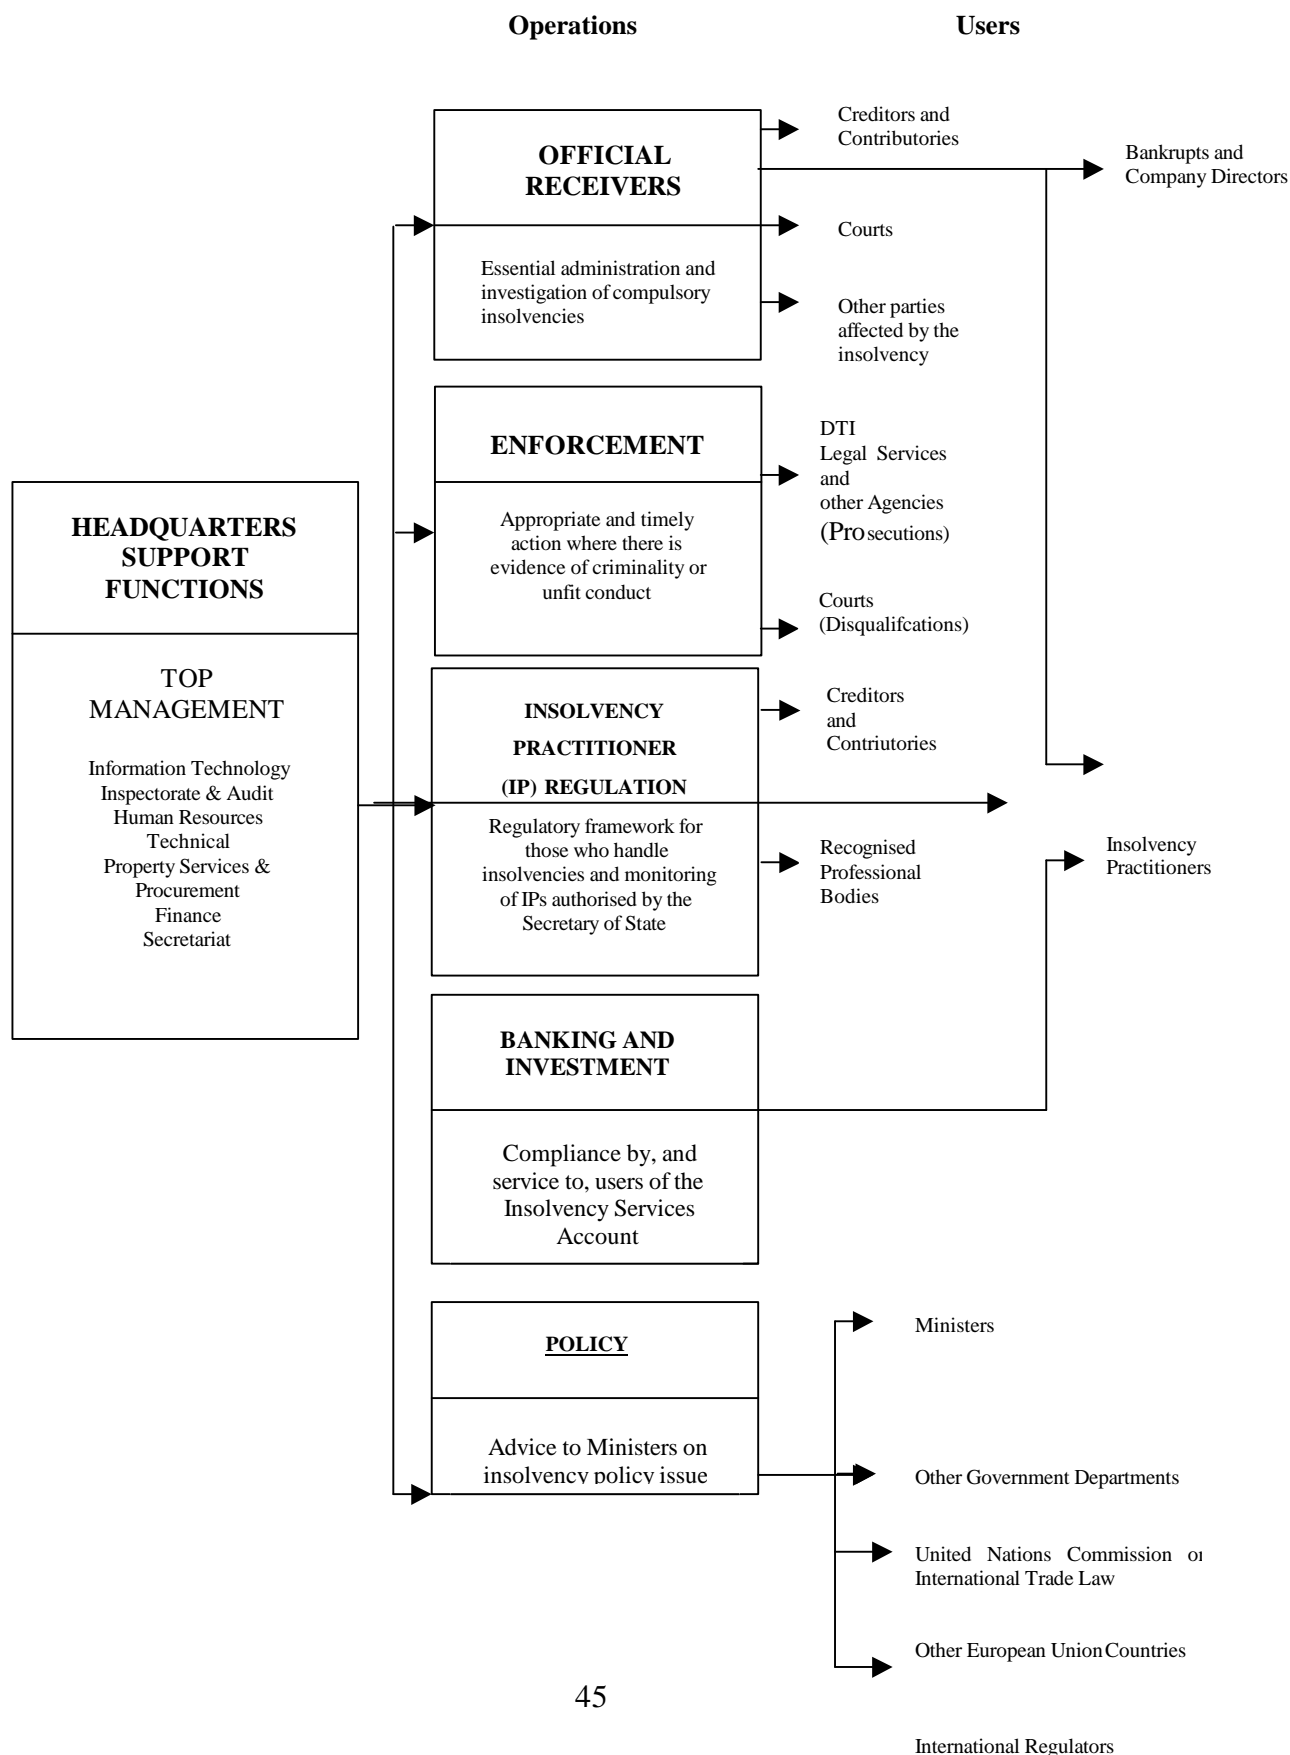 Operations
Users
OFFICIAL
RECEIVERS
Essential administration and
investigation of compulsory
insolvencies
Creditors and
Contributories
Bankrupts and
Company Directors
Courts
Other parties
affected by the
insolvency
ENFORCEMENT
Appropriate and timely
action where there is
evidence of criminality or
unfit conduct
DTI
Legal Services
and
other Agencies
(Prosecutions)
Courts
(Disqualifcations)
HEADQUARTERS
SUPPORT
FUNCTIONS
TOP
MANAGEMENT
Information Technology
Inspectorate & Audit
Human Resources
Technical
Property Services &
Procurement
Finance
Secretariat
INSOLVENCY
PRACTITIONER
(IP) REGULATION
Regulatory framework for
those who handle
insolvencies and monitoring
of IPs authorised by the
Secretary of State
Creditors
and
Contriutories
Recognised
Professional
Bodies
Insolvency
Practitioners
BANKING AND
INVESTMENT
Compliance by, and
service to, users of the
Insolvency Services
Account
POLICY
Advice to Ministers on
insolvency policy issue
Ministers
Other Government Departments
United Nations Commission
International Trade Law
Other European Union Countries
45
International Regulators